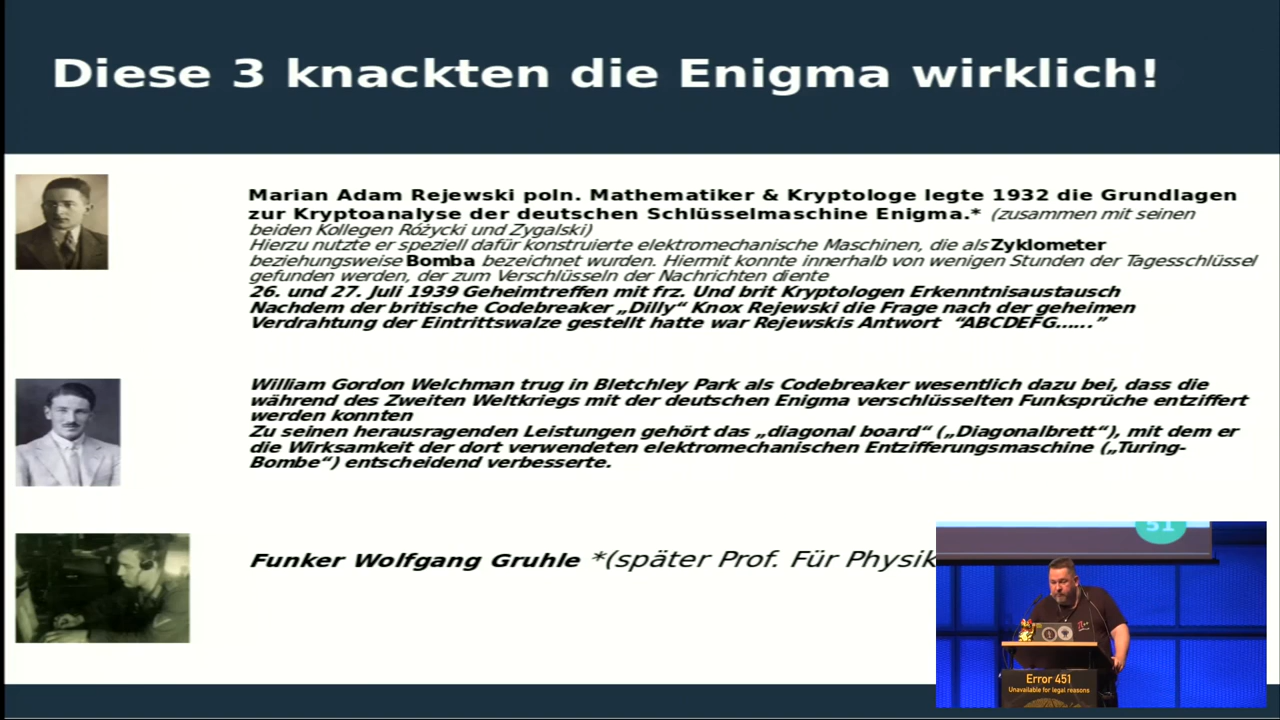 Diese 3 knackten die Enigma wirklich!
Marian Adam Rejewski poln. Mathematiker & Kryptologe legte 1932 die Grundlagen
zur Kryptoanalyse der deutschen Schlüsselmaschine Enigma.* (zusammen mit seinen
beiden Kollegen Różycki und Zygalski)
Hierzu nutzte er speziell dafür konstruierte elektromechanische Maschinen, die als Zyklometer
beziehungsweise Bomba bezeichnet wurden. Hiermit konnte innerhalb von wenigen Stunden der Tagesschlüssel
gefunden werden, der zum Verschlüsseln der Nachrichten diente
26. und 27. Juli 1939 Geheimtreffen mit frz. Und brit Kryptologen Erkenntnisaustausch
Nachdem der britische Codebreaker „Dilly“ Knox Rejewski die Frage nach der geheimen
Verdrahtung der Eintrittswalze gestellt hatte war Rejewskis Antwort “ABCDEFG......”
William Gordon Welchman trug in Bletchley Park als Codebreaker wesentlich dazu bei, dass die
während des Zweiten Weltkriegs mit der deutschen Enigma verschlüsselten Funksprüche entziffert
werden konnten
Zu seinen herausragenden Leistungen gehört das „diagonal board“ („Diagonalbrett“), mit dem er
die Wirksamkeit der dort verwendeten elektromechanischen Entzifferungsmaschine („Turing-
Bombe“) entscheidend verbesserte.
Funker Wolfgang Gruhle *(später Prof. Für Physik
51
Error 451
Unavailable for legal reasons